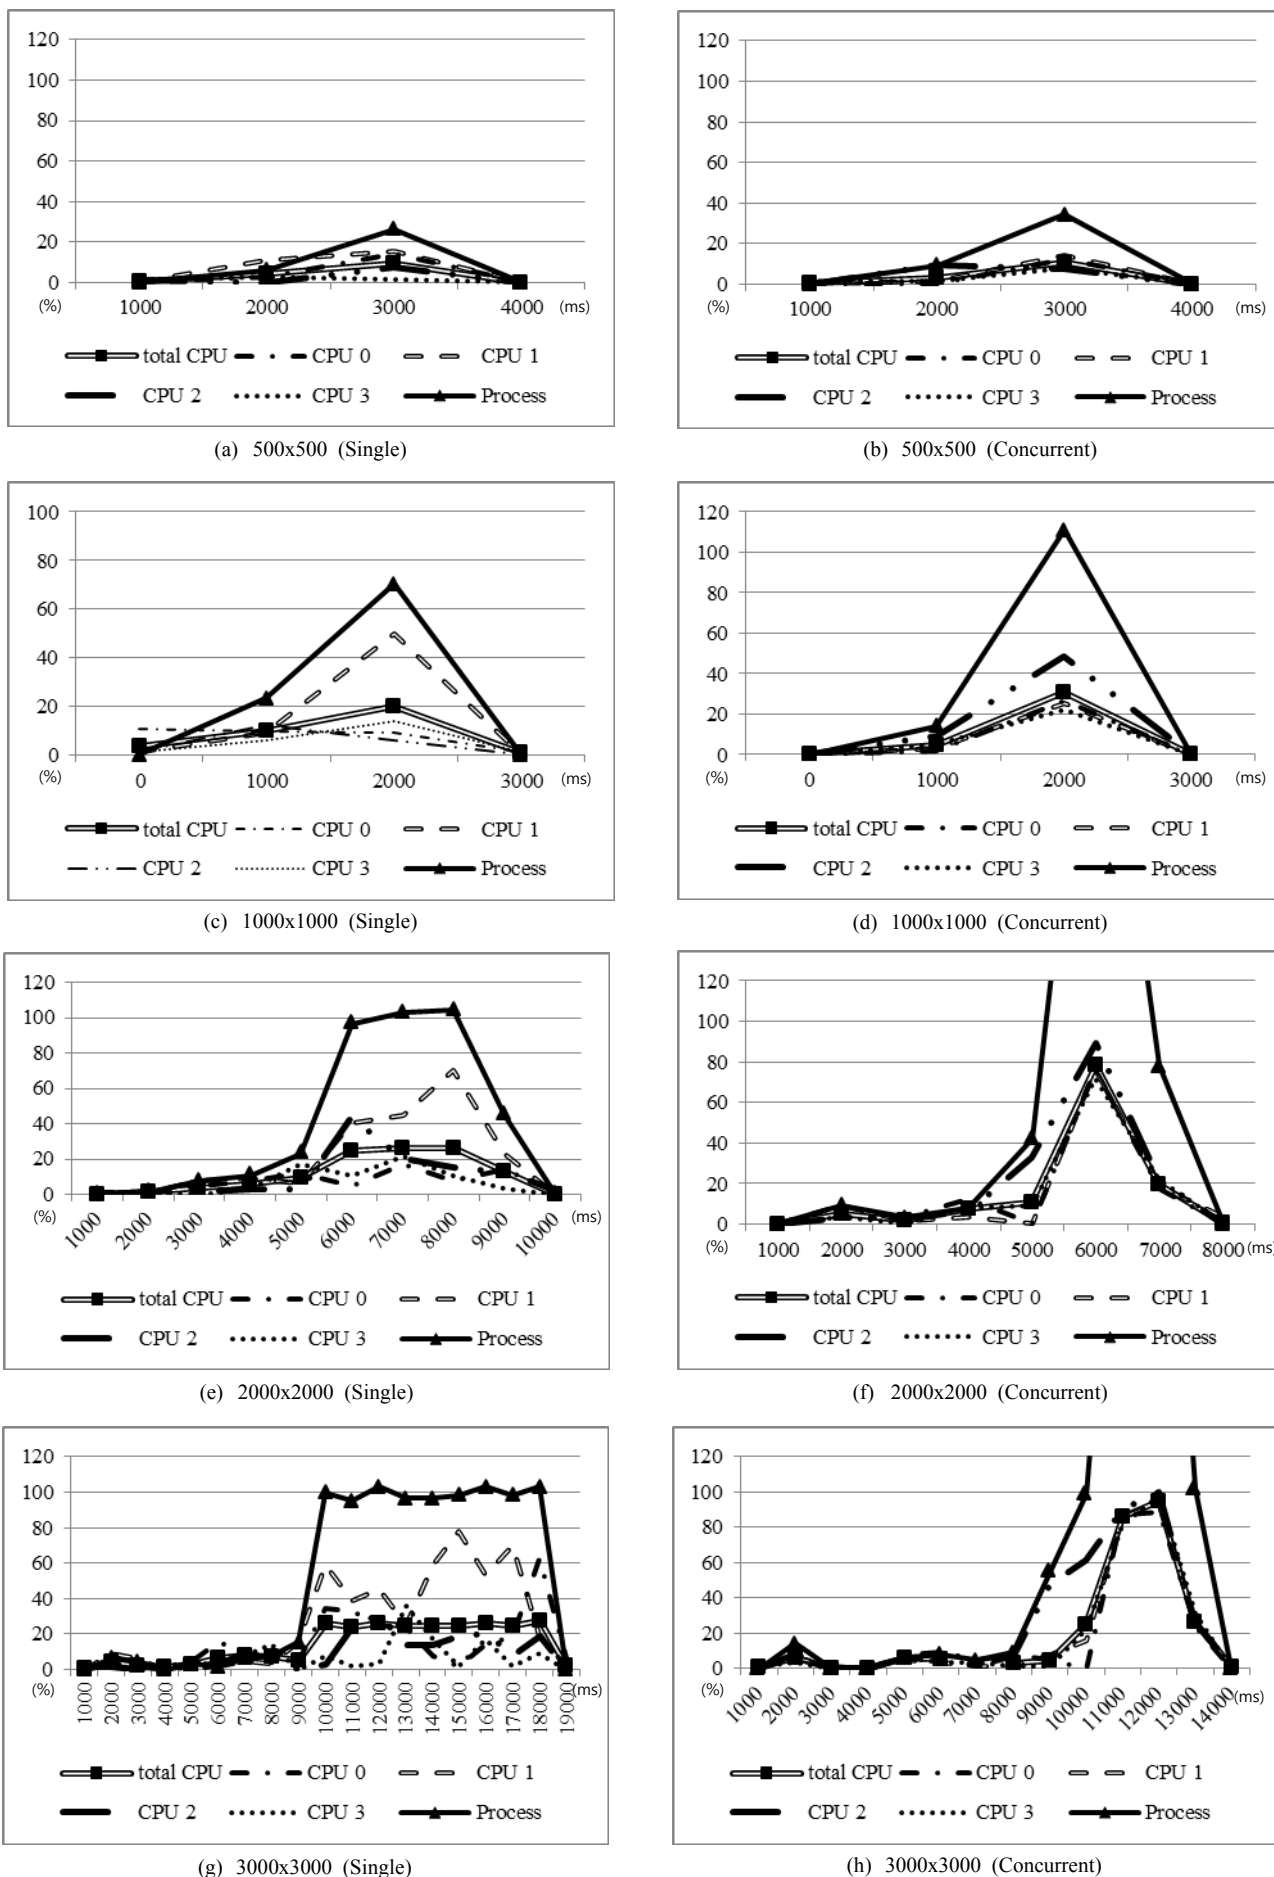 120
100
80
60
40
20
0
(%) 1000 2000 3000 4000 (ms)
total CPU CPU 0 CPU 1
CPU 2 CPU 3 Process
(a) 500x500 (Single)
120
100
80
60
40
20
0
(%) 1000 2000 3000 4000 (ms)
total CPU CPU 0 CPU 1
CPU 2 CPU 3 Process
(b) 500x500 (Concurrent)
100
80
60
40
20
0
(%) 0 1000 2000 3000 (ms)
total CPU CPU 0 CPU 1
CPU 2 CPU 3 Process
(c) 1000x1000 (Single)
120
100
80
60
40
20
0
(%) 0 1000 2000 3000 (ms)
total CPU CPU 0 CPU 1
CPU 2 CPU 3 Process
(d) 1000x1000 (Concurrent)
120
100
80
60
40
20
0
(%) 1000 2000 3000 4000 5000 6000 7000 8000 9000 10000 (ms)
total CPU CPU 0 CPU 1
CPU 2 CPU 3 Process
(e) 2000x2000 (Single)
120
100
80
60
40
20
0
(%) 1000 2000 3000 4000 5000 6000 7000 8000 (ms)
total CPU CPU 0 CPU 1
CPU 2 CPU 3 Process
(f) 2000x2000 (Concurrent)
120
100
80
60
40
20
0
(%) 1000 2000 3000 4000 5000 6000 7000 8000 9000 10000 11000 12000 13000 14000 15000 16000 17000 18000 19000 (ms)
total CPU CPU 0 CPU 1
CPU 2 CPU 3 Process
(g) 3000x3000 (Single)
120
100
80
60
40
20
0
(%) 1000 2000 3000 4000 5000 6000 7000 8000 9000 10000 11000 12000 13000 14000 (ms)
total CPU CPU 0 CPU 1
CPU 2 CPU 3 Process
(h) 3000x3000 (Concurrent)